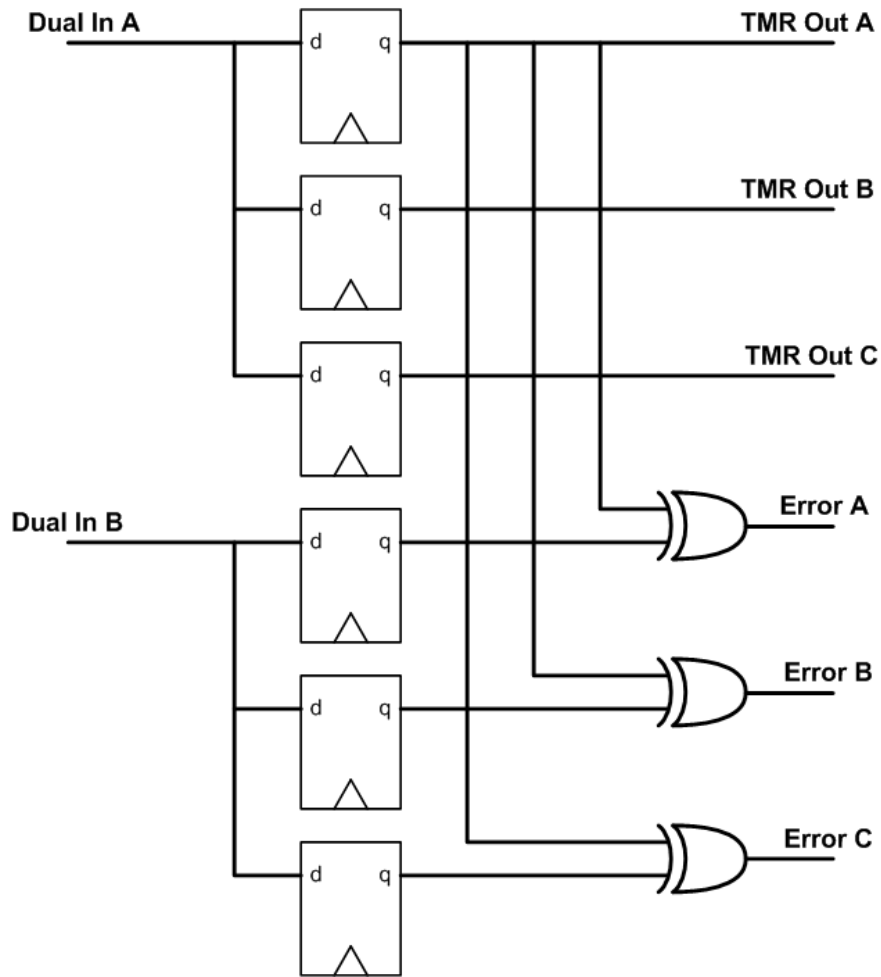 Dual In A
d q
TMR Out A
d q
TMR Out B
d q
TMR Out C
Dual In B
d q
Error A
d q
Error B
d q
Error C